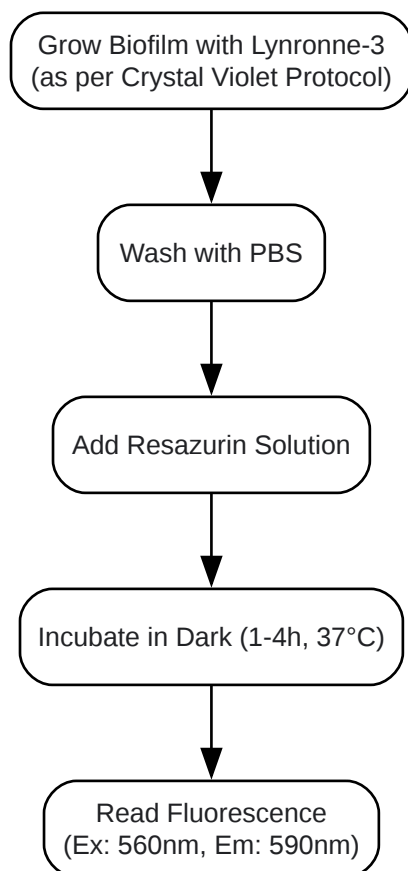 Grow Biofilm with Lynronne-3
(as per Crystal Violet Protocol)
Wash with PBS
Add Resazurin Solution
Incubate in Dark (1-4h, 37°C)
Read Fluorescence
(Ex: 560nm, Em: 590nm)